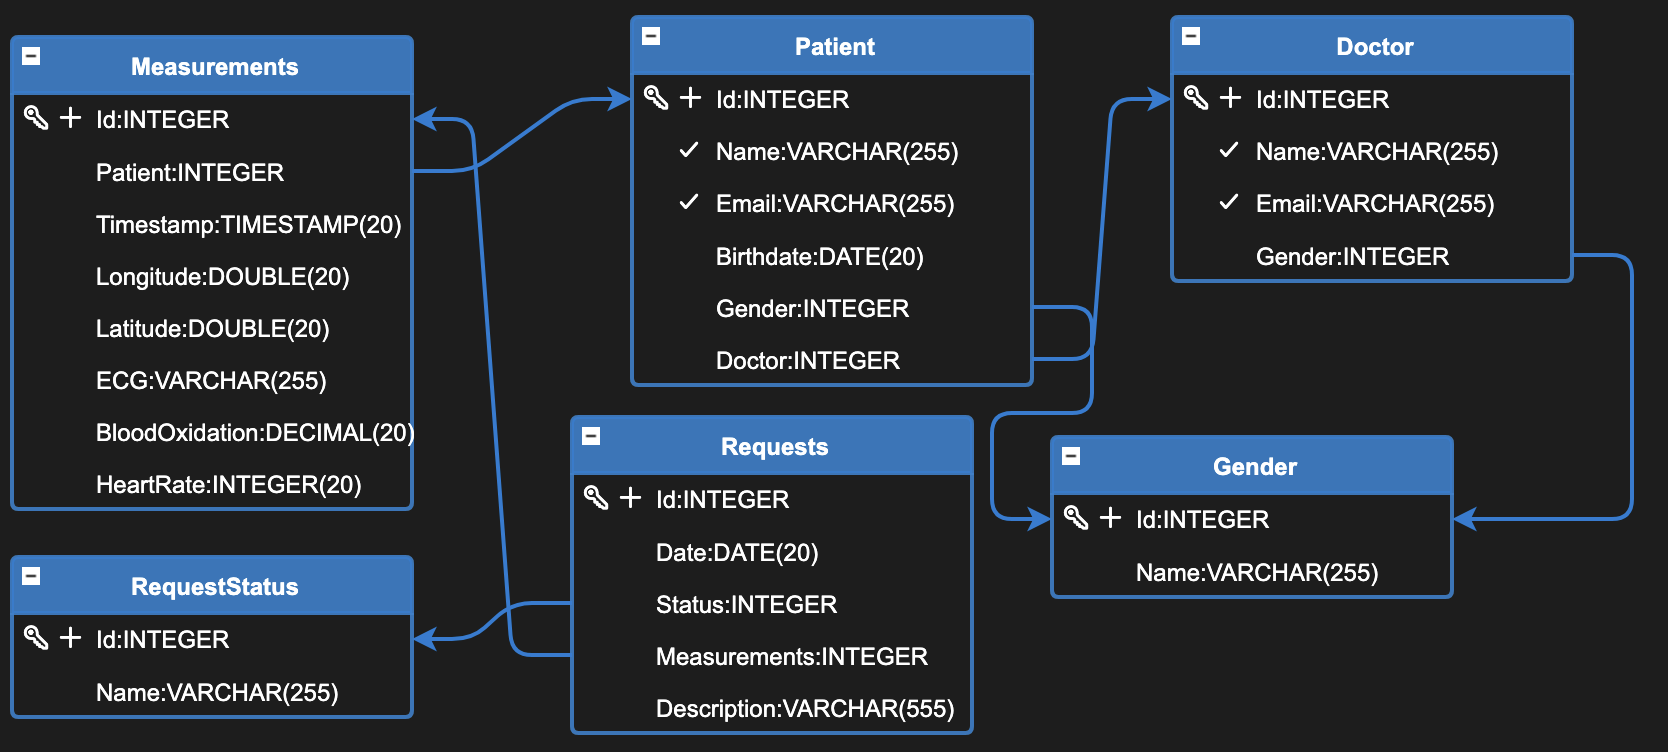 Measurements
Id:INTEGER
Patient:INTEGER
Timestamp:TIMESTAMP(20)
Longitude:DOUBLE(20)
Latitude:DOUBLE(20)
ECG:VARCHAR(255)
BloodOxidation:DECIMAL(20)
HeartRate:INTEGER(20)
Patient
Id:INTEGER
Name:VARCHAR(255)
Email:VARCHAR(255)
Birthdate:DATE(20)
Gender:INTEGER
Doctor:INTEGER
Doctor
Id:INTEGER
Name:VARCHAR(255)
Email:VARCHAR(255)
Gender:INTEGER
Requests
Id:INTEGER
Date:DATE(20)
Status:INTEGER
Measurements:INTEGER
Description:VARCHAR(555)
Gender
Id:INTEGER
Name:VARCHAR(255)
RequestStatus
Id:INTEGER
Name:VARCHAR(255)